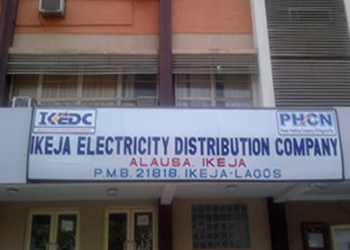 IKEDC
PHCN
IKEJA ELECTRICITY DISTRIBUTION COMPANY
ALAUSA, IKEJA
P.M.B. 21818, IKEJA-LAGOS